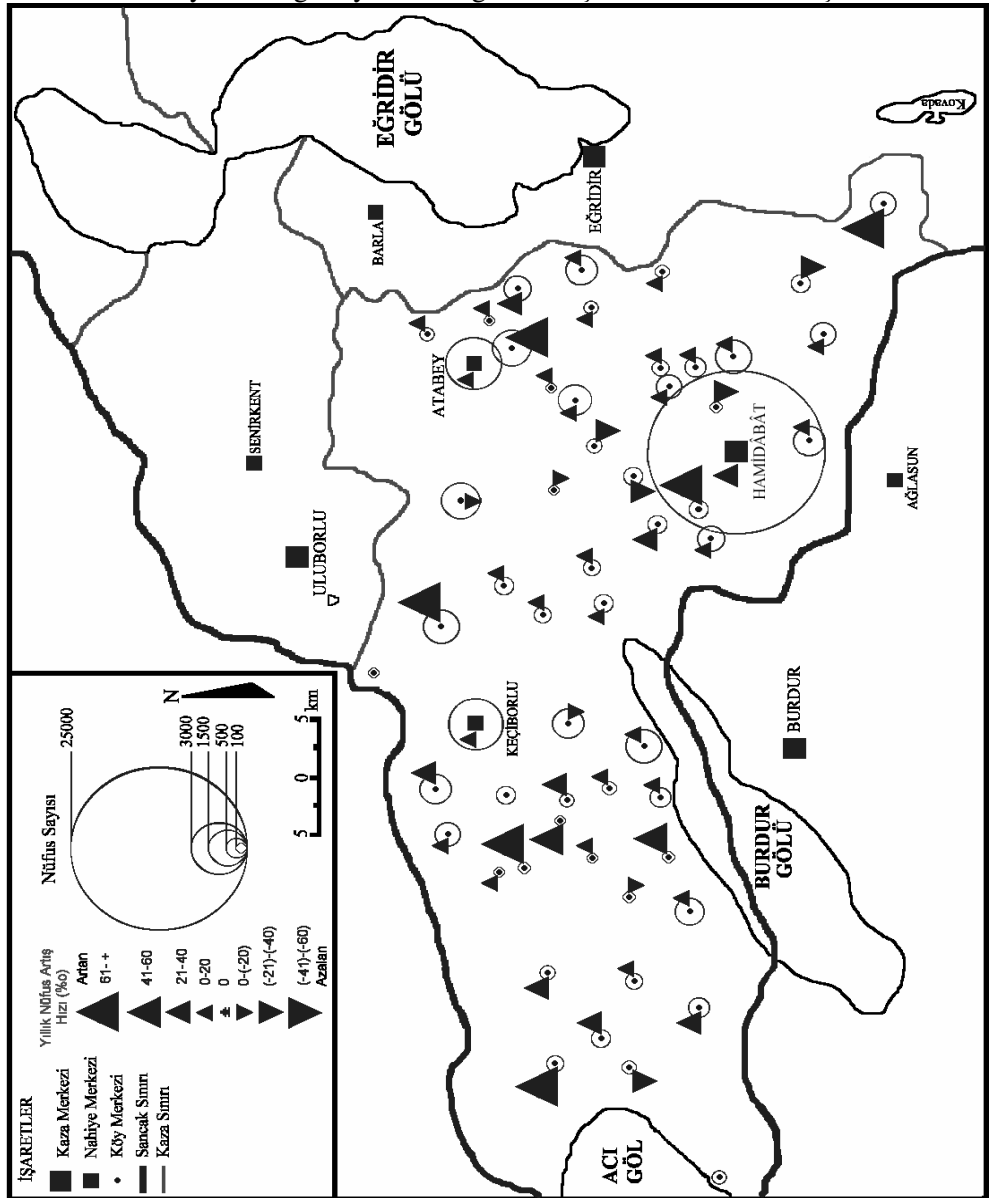 İŞARETLER
Kaza Merkezi
Nahiye Merkezi
Köy Merkezi
Sancak Sınırı
Kaza Sınırı
Yıllık Nüfus Artış
Hızı (‰)
Artan
61- +
41-60
21-40
0-20
0
0-(-20)
(-21)-(-40)
(-41)-(-60)
Azalan
Nüfus Sayısı
25000
3000
1500
500
100
N
5 0 5 km
ULUBORLU
SENİRKENT
BARLA
EĞRİDİR
GÖLÜ
EĞRİDİR
Kovada
ATABEY
KEÇİBORLU
HAMİDÂBÂT
AĞLASUN
BURDUR
BURDUR
GÖLÜ
ACI
GÖL